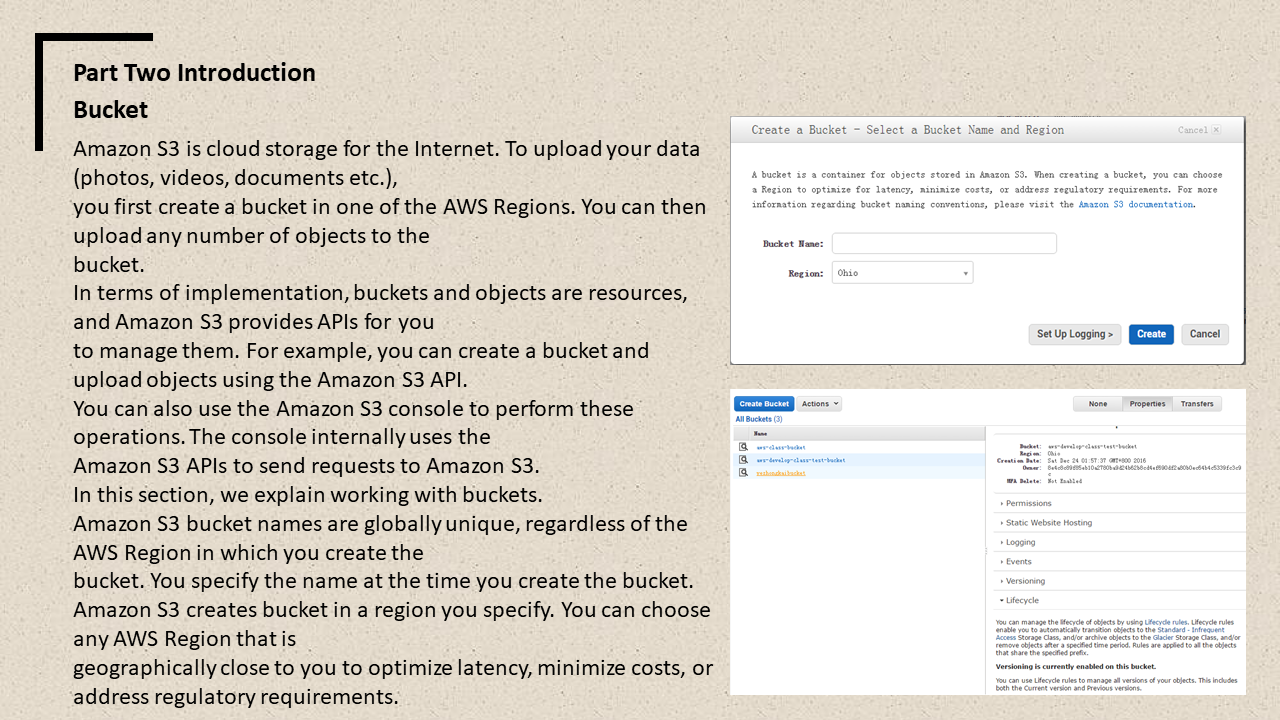 Part Two Introduction
Bucket
Amazon S3 is cloud storage for the Internet. To upload your data
(photos, videos, documents etc.),
you first create a bucket in one of the AWS Regions. You can then
upload any number of objects to the
bucket.
In terms of implementation, buckets and objects are resources,
and Amazon S3 provides APIs for you
to manage them. For example, you can create a bucket and
upload objects using the Amazon S3 API.
You can also use the Amazon S3 console to perform these
operations. The console internally uses the
Amazon S3 APIs to send requests to Amazon S3.
In this section, we explain working with buckets.
Amazon S3 bucket names are globally unique, regardless of the
AWS Region in which you create the
bucket. You specify the name at the time you create the bucket.
Amazon S3 creates bucket in a region you specify. You can choose
any AWS Region that is
geographically close to you to optimize latency, minimize costs, or
address regulatory requirements.
Create a Bucket - Select a Bucket Name and Region
Cancel
A bucket is a container for objects stored in Amazon S3. When creating a bucket, you can choose
a Region to optimize for latency, minimize costs, or address regulatory requirements. For more
information regarding bucket naming conventions, please visit the Amazon S3 documentation.
Bucket Name:
Region: Ohio
Set Up Logging > Create Cancel
Create Bucket Actions
None Properties Transfers
All Buckets (3)
Name
aws-class-bucket
aws-develop-class-test-bucket
Bucket: aws-develop-class-test-bucket
Region: Ohio
Creation Date: Sat Dec 24 01:57:37 GMT+800 2016
Owner:
MFA Delete: Not Enabled
Permissions
Static Website Hosting
Logging
Events
Versioning
Lifecycle
You can manage the lifecycle of objects by using Lifecycle rules. Lifecycle rules
enable you to automatically transition objects to the Standard - Infrequent
Access Storage Class, and/or archive objects to the Glacier Storage Class, and/or
remove objects after a specified time period. Rules are applied to all the objects
that share the specified prefix.
Versioning is currently enabled on this bucket.
You can use Lifecycle rules to manage all versions of your objects. This includes
both the Current version and Previous versions.